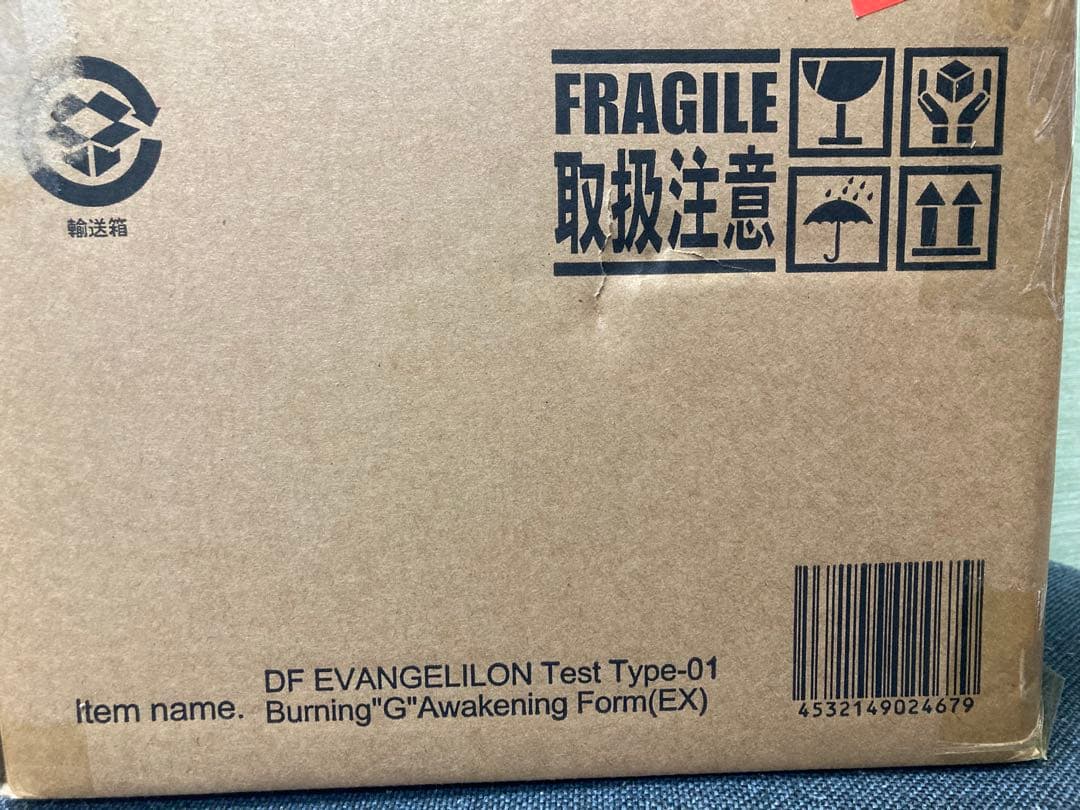 輸送箱
FRAGILE
取扱注意
Item name. DF EVANGELILON Test Type-01
Burning"G"Awakening Form(EX)
4532149024679